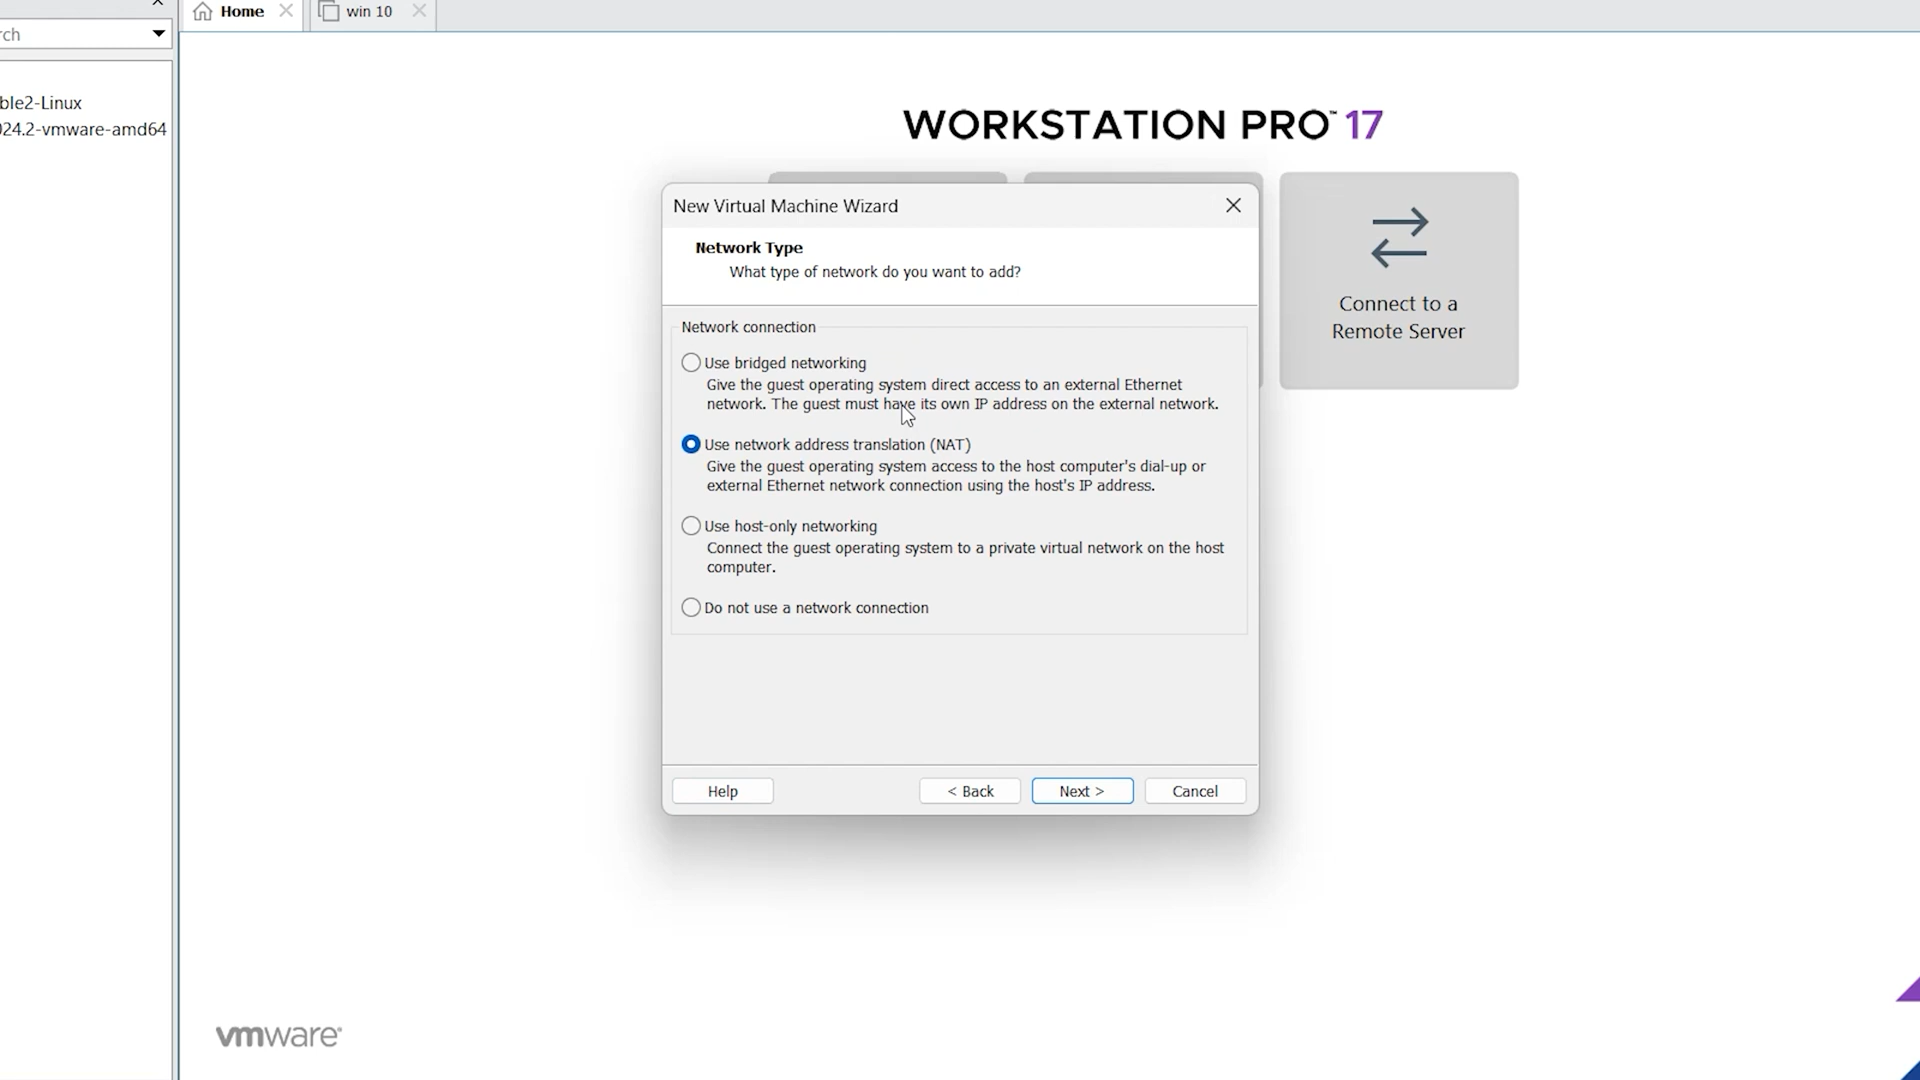 Home
win 10
rch
ble2-Linux
024.2-vmware-amd64
WORKSTATION PRO™ 17
Connect to a
Remote Server
New Virtual Machine Wizard
Network Type
What type of network do you want to add?
Network connection
Use bridged networking
Give the guest operating system direct access to an external Ethernet
network. The guest must have its own IP address on the external network.
Use network address translation (NAT)
Give the guest operating system access to the host computer's dial-up or
external Ethernet network connection using the host's IP address.
Use host-only networking
Connect the guest operating system to a private virtual network on the host
computer.
Do not use a network connection
Help
< Back
Next >
Cancel
vmware®